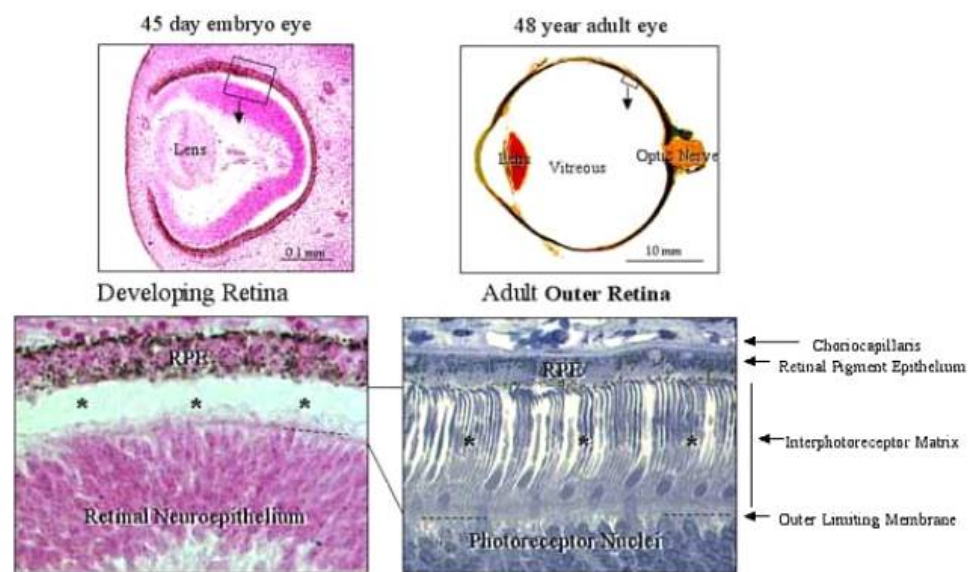 45 day embryo eye
48 year adult eye
Lens
0.1 mm
Lens
Vitreous
Optic Nerve
10 mm
Developing Retina
Adult Outer Retina
RPE
* * *
Retinal Neuroepithelium
RPE
* * *
Photoreceptor Nuclei
Choriocapillaris
Retinal Pigment Epithelium
Interphotoreceptor Matrix
Outer Limiting Membrane